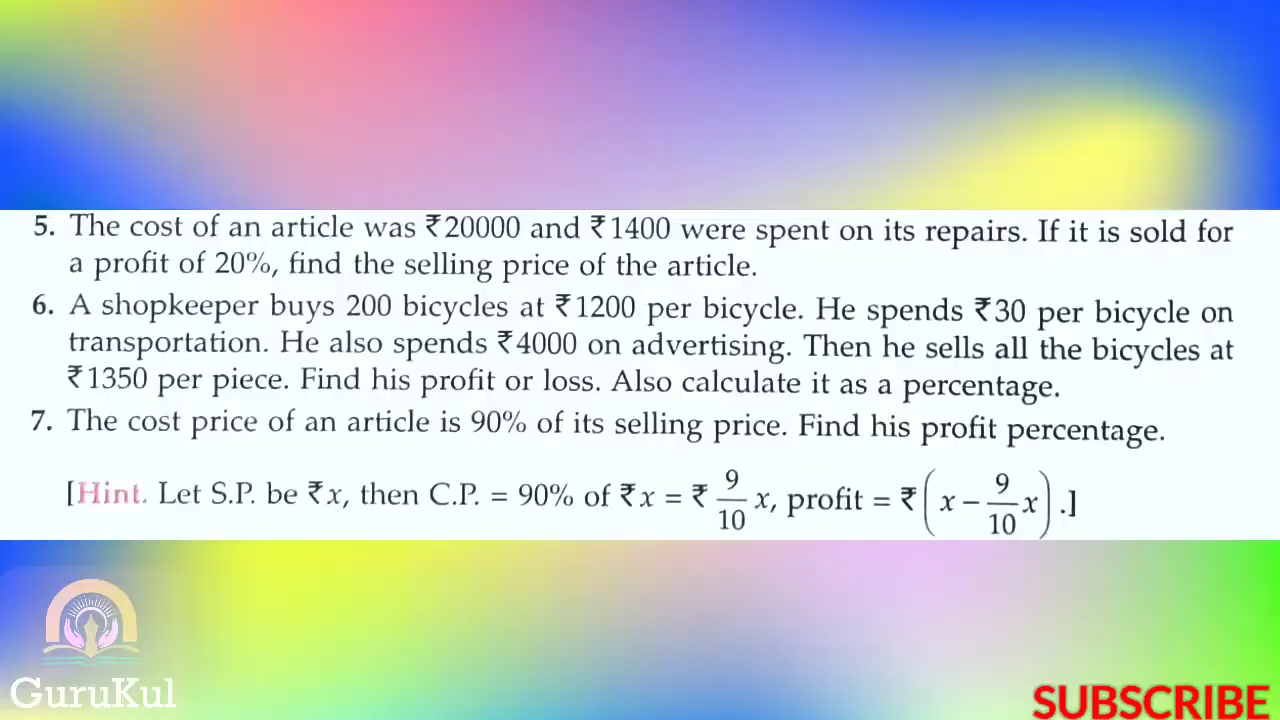 5. The cost of an article was ₹20000 and ₹1400 were spent on its repairs. If it is sold for
a profit of 20%, find the selling price of the article.
6. A shopkeeper buys 200 bicycles at ₹1200 per bicycle. He spends ₹30 per bicycle on
transportation. He also spends ₹4000 on advertising. Then he sells all the bicycles at
₹1350 per piece. Find his profit or loss. Also calculate it as a percentage.
7. The cost price of an article is 90% of its selling price. Find his profit percentage.
[Hint. Let S.P. be ₹x, then C.P. = 90% of ₹x = ₹ 9/10 x, profit = ₹ (x − 9/10 x) .]
GuruKul
SUBSCRIBE